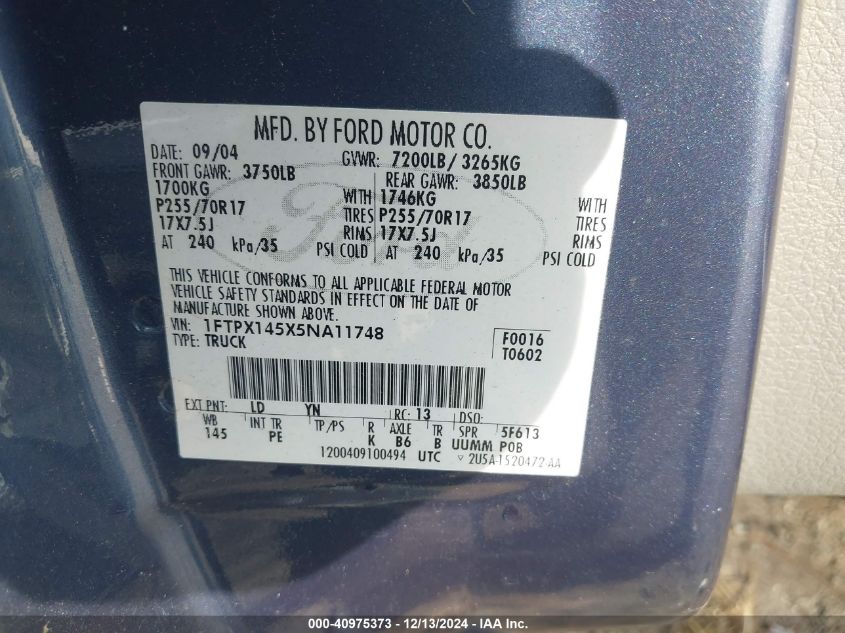 MFD. BY FORD MOTOR CO.
DATE: 09/04 GVWR: 7200LB/ 3265KG
FRONT GAWR: 3750LB REAR GAWR: 3850LB
1700KG WITH 1746KG WITH
P255/70R17 TIRES P255/70R17 TIRES
17X7.5J RIMS 17X7.5J RIMS
AT 240 kPa/35 PSI COLD AT 240 kPa/35 PSI COLD
THIS VEHICLE CONFORMS TO ALL APPLICABLE FEDERAL MOTOR
VEHICLE SAFETY STANDARDS IN EFFECT ON THE DATE OF
MANUFACTURE SHOWN ABOVE.
VIN: 1FTPX145X5NA11748 F0016
TYPE: TRUCK T0602
EXT PNT: LD YN RC: 13 DSO:
WB INT TR TP/PS R AXLE TR SPR 5F613
145 PE K B6 B UUMM POB
1200409100494 UTC ▽ 2U5A-1520472-AA
Ford
000-40975373 - 12/13/2024 - Copyright © 2024 IAA, Inc.